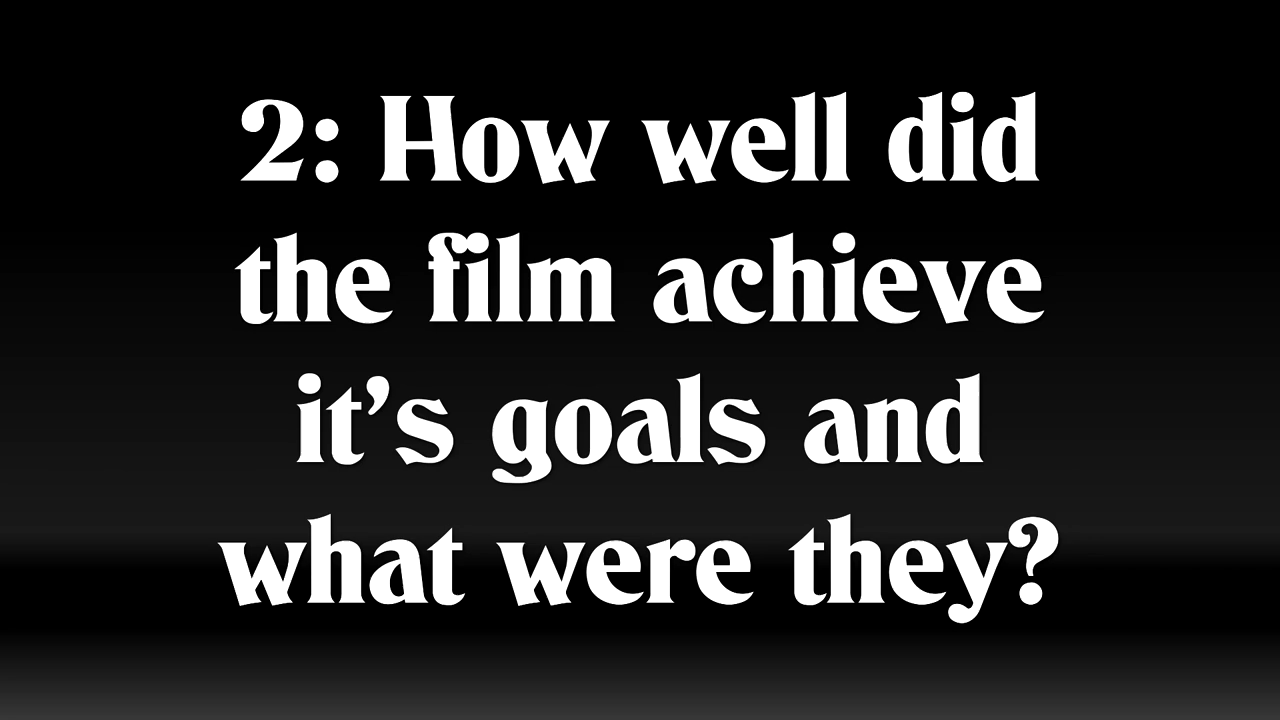 2: How well did
the film achieve
it’s goals and
what were they?